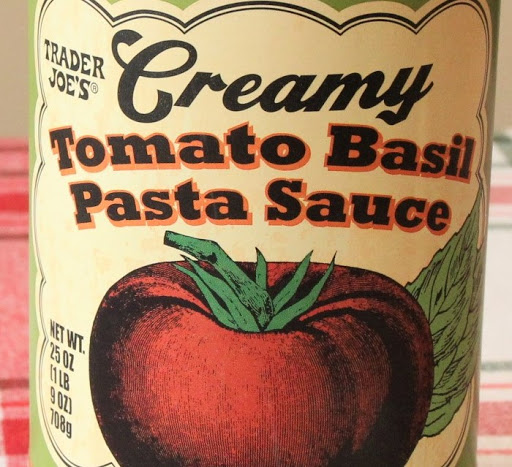 TRADER
JOE'S®
Creamy
Tomato Basil
Pasta Sauce
NET WT.
25 OZ
(1 LB
9 OZ)
708g